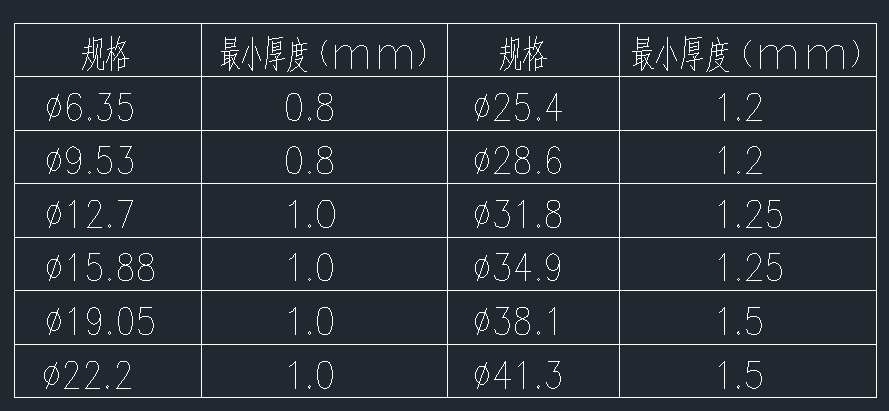 规格 最小厚度(mm) 规格 最小厚度(mm)
ø6.35 0.8 ø25.4 1.2
ø9.53 0.8 ø28.6 1.2
ø12.7 1.0 ø31.8 1.25
ø15.88 1.0 ø34.9 1.25
ø19.05 1.0 ø38.1 1.5
ø22.2 1.0 ø41.3 1.5